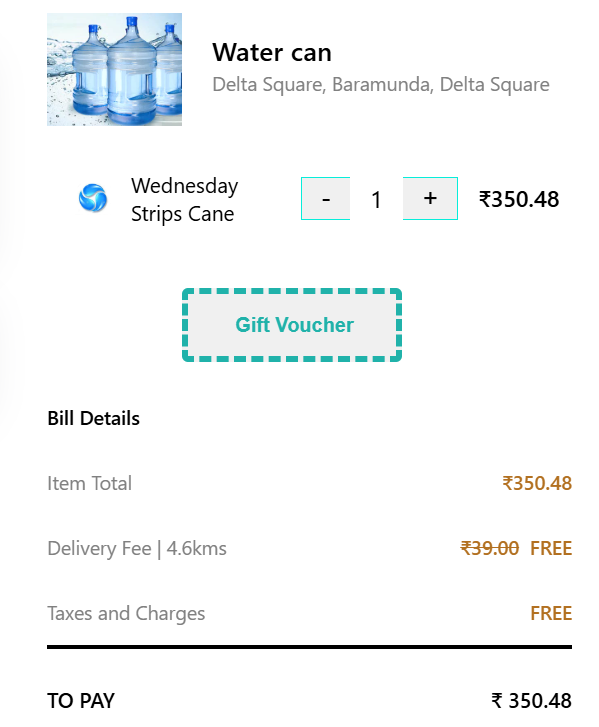 Water can
Delta Square, Baramunda, Delta Square
Wednesday
Strips Cane
- 1 + ₹350.48
Gift Voucher
Bill Details
Item Total ₹350.48
Delivery Fee | 4.6kms ₹39.00 FREE
Taxes and Charges FREE
TO PAY ₹ 350.48